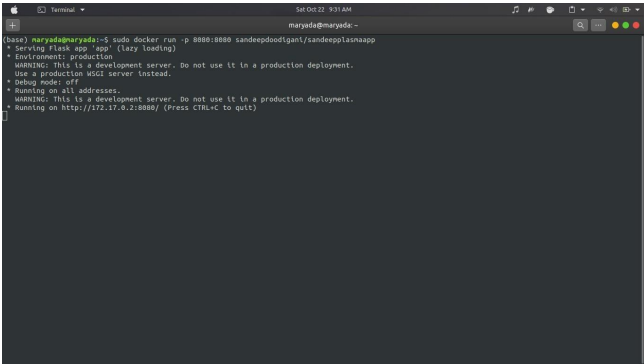 Terminal
Sat Oct 22 9:31 AM
maryada@maryada: ~
(base) maryada@maryada:~$ sudo docker run -p 8080:8080 sandeepdoodigani/sandeepplasmaapp
* Serving Flask app 'app' (lazy loading)
* Environment: production
WARNING: This is a development server. Do not use it in a production deployment.
Use a production WSGI server instead.
* Debug mode: off
* Running on all addresses.
WARNING: This is a development server. Do not use it in a production deployment.
* Running on http://172.17.0.2:8080/ (Press CTRL+C to quit)